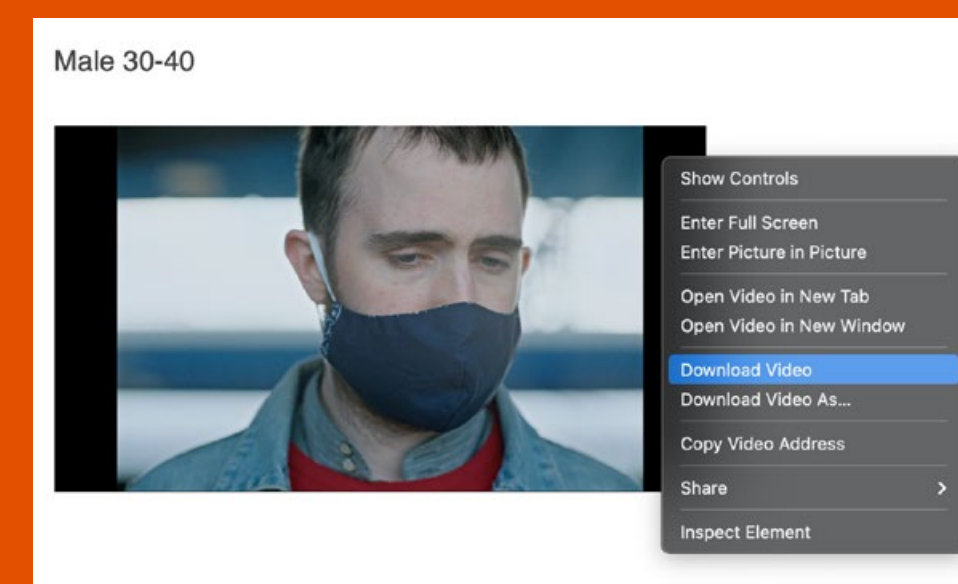 Male 30-40
Show Controls
Enter Full Screen
Enter Picture in Picture
Open Video in New Tab
Open Video in New Window
Download Video
Download Video As...
Copy Video Address
Share
Inspect Element